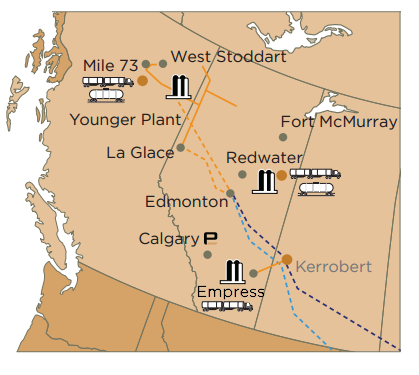 Mile 73
West Stoddart
Younger Plant
Fort McMurray
La Glace
Redwater
Edmonton
Calgary P
Kerrobert
Empress